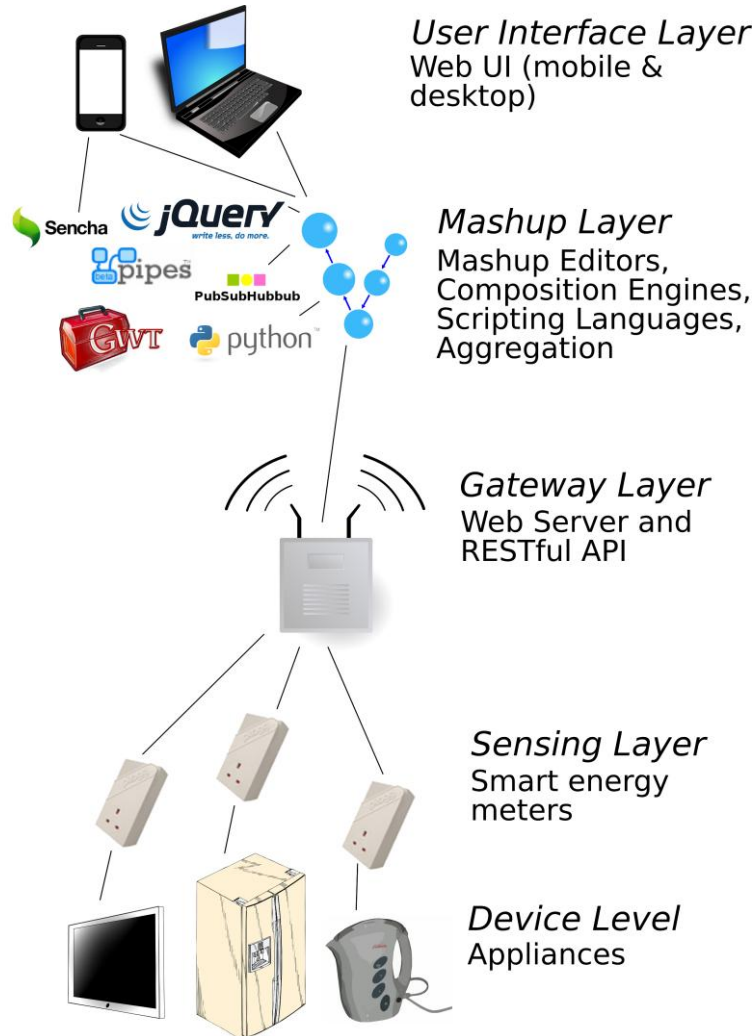 User Interface Layer
Web UI (mobile &
desktop)
Sencha
jQuery
write less, do more.
Mashup Layer
Mashup Editors,
Composition Engines,
Scripting Languages,
Aggregation
beta
pipes
PubSubHubbub
GWT
python™
Gateway Layer
Web Server and
RESTful API
Sensing Layer
Smart energy
meters
Device Level
Appliances